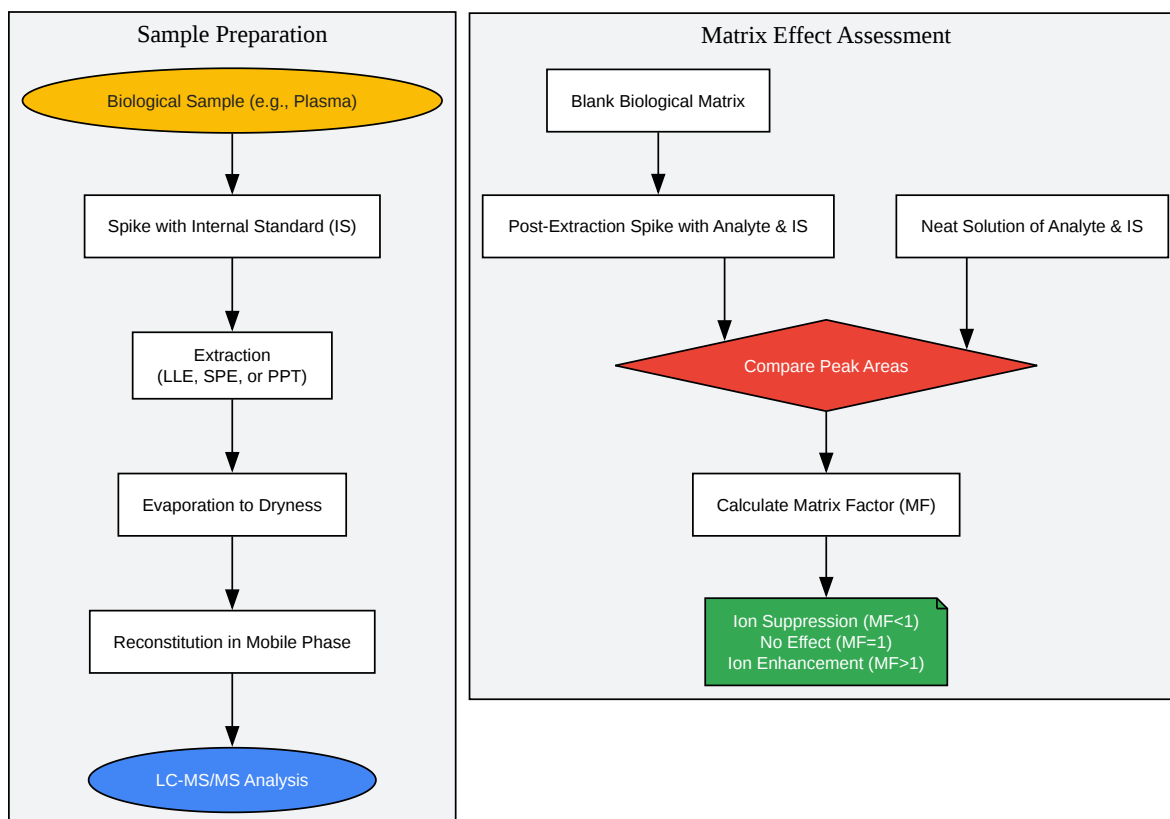 Sample Preparation
Biological Sample (e.g., Plasma)
Spike with Internal Standard (IS)
Extraction
(LLE, SPE, or PPT)
Evaporation to Dryness
Reconstitution in Mobile Phase
LC-MS/MS Analysis
Matrix Effect Assessment
Blank Biological Matrix
Post-Extraction Spike with Analyte & IS
Neat Solution of Analyte & IS
Compare Peak Areas
Calculate Matrix Factor (MF)
Ion Suppression (MF<1)
No Effect (MF=1)
Ion Enhancement (MF>1)